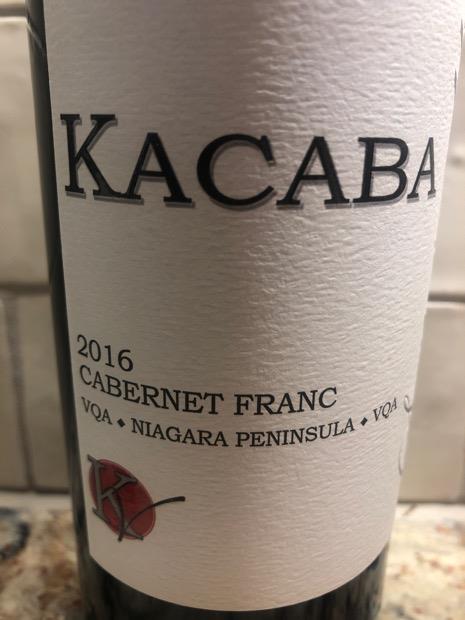 KACABA
2016
CABERNET FRANC
VQA ♦ NIAGARA PENINSULA ♦ VQA
K